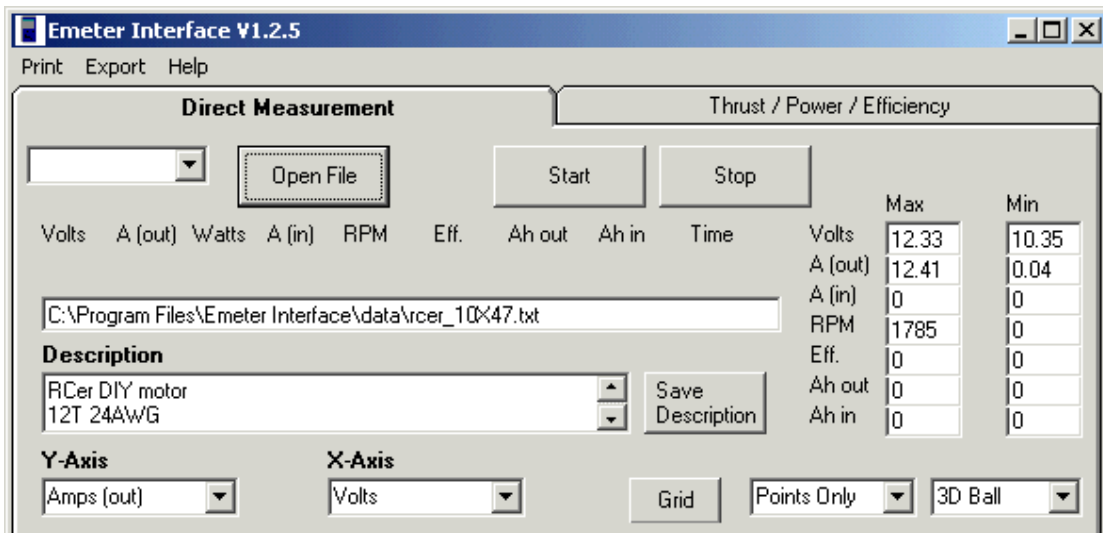 Emeter Interface V1.2.5
Print Export Help
Direct Measurement
Thrust / Power / Efficiency
Open File
Start
Stop
Max Min
Volts A (out) Watts A (in) RPM Eff. Ah out Ah in Time
Volts 12.33 10.35
A (out) 12.41 0.04
A (in) 0 0
RPM 1785 0
Eff. 0 0
Ah out 0 0
Ah in 0 0
C:\Program Files\Emeter Interface\data\rcer_10X47.txt
Description
RCer DIY motor
12T 24AWG
Save
Description
Y-Axis X-Axis
Amps (out) Volts Grid Points Only 3D Ball